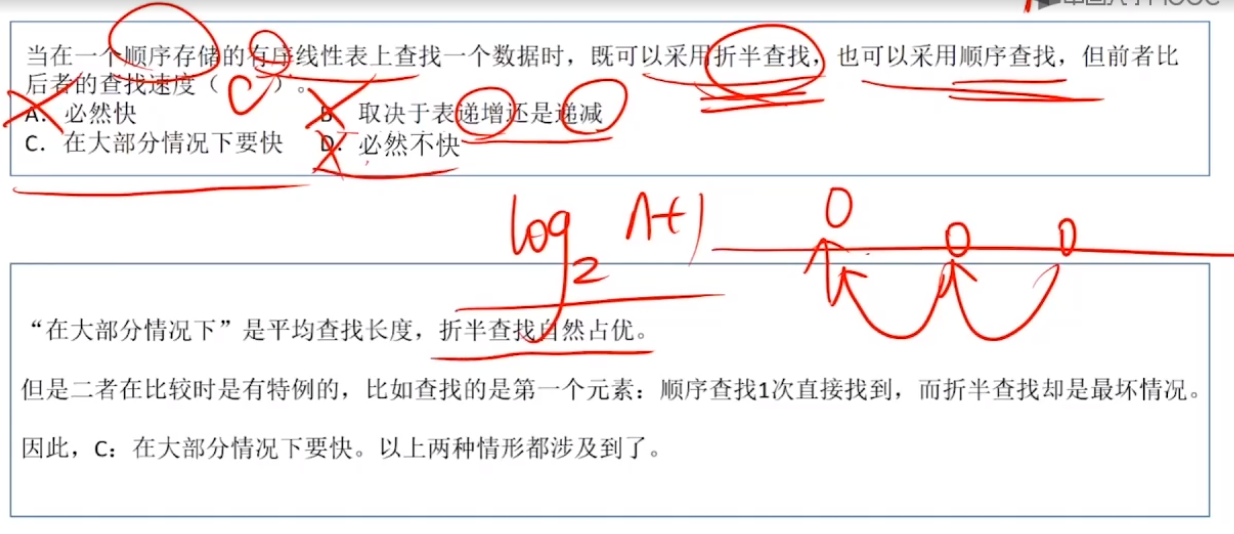 当在一个顺序存储的有序线性表上查找一个数据时，既可以采用折半查找，也可以采用顺序查找，但前者比
后者的查找速度（ C ）。
A. 必然快 B. 取决于表递增还是递减
C. 在大部分情况下要快 D. 必然不快
log2 n+1
“在大部分情况下”是平均查找长度，折半查找自然占优。
但是二者在比较时是有特例的，比如查找的是第一个元素：顺序查找1次直接找到，而折半查找却是最坏情况。
因此，C：在大部分情况下要快。以上两种情形都涉及到了。